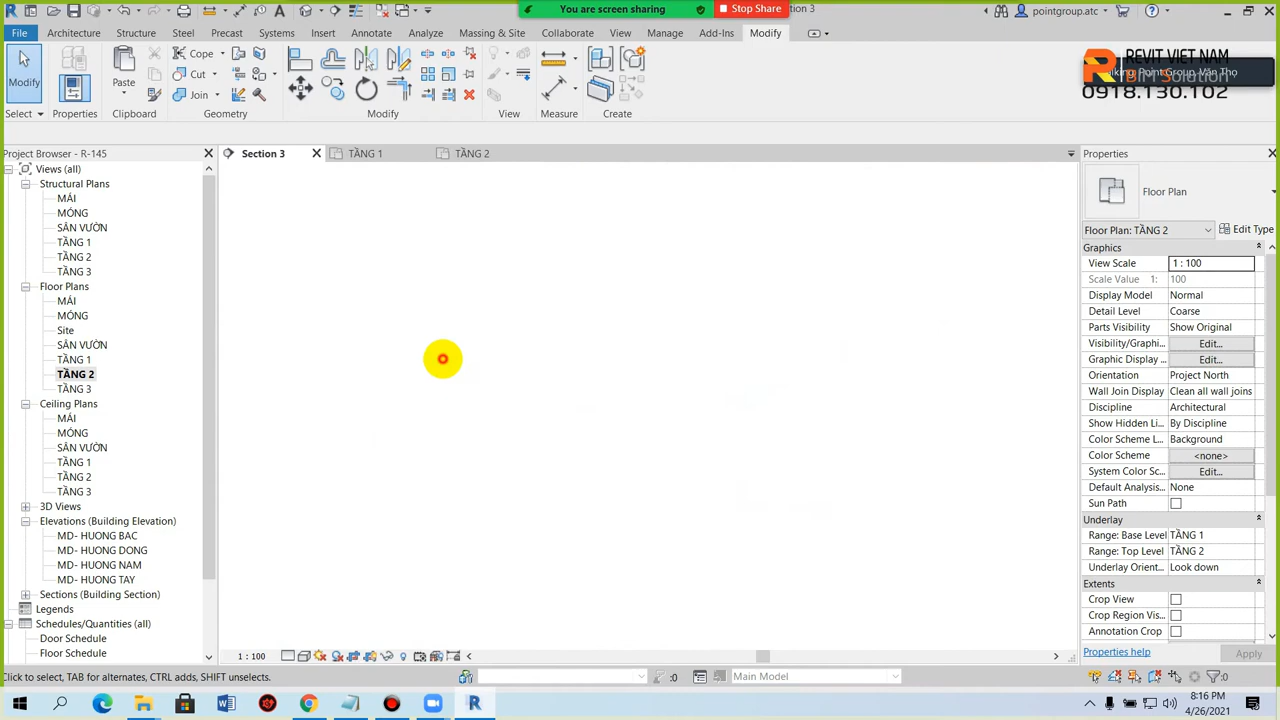 You are screen sharing
Stop Share
on 3
pointgroup.atc
File
Architecture
Structure
Steel
Precast
Systems
Insert
Annotate
Analyze
Massing & Site
Collaborate
View
Manage
Add-Ins
Modify
REVIT VIET NAM
0918.130.102
Modify
Cope
Cut
Join
Paste
Select
Properties
Clipboard
Geometry
Modify
View
Measure
Create
Project Browser - R-145
Section 3
TẦNG 1
TẦNG 2
Properties
Views (all)
Structural Plans
MÁI
MÓNG
SÂN VƯỜN
TẦNG 1
TẦNG 2
TẦNG 3
Floor Plans
MÁI
MÓNG
Site
SÂN VƯỜN
TẦNG 1
TẦNG 2
TẦNG 3
Ceiling Plans
MÁI
MÓNG
SÂN VƯỜN
TẦNG 1
TẦNG 2
TẦNG 3
3D Views
Elevations (Building Elevation)
MD- HUONG BAC
MD- HUONG DONG
MD- HUONG NAM
MD- HUONG TAY
Sections (Building Section)
Legends
Schedules/Quantities (all)
Door Schedule
Floor Schedule
Floor Plan
Floor Plan: TẦNG 2
Edit Type
Graphics
View Scale 1 : 100
Scale Value 1: 100
Display Model Normal
Detail Level Coarse
Parts Visibility Show Original
Visibility/Graphi... Edit...
Graphic Display ... Edit...
Orientation Project North
Wall Join Display Clean all wall joins
Discipline Architectural
Show Hidden Li... By Discipline
Color Scheme L... Background
Color Scheme <none>
System Color Sc... Edit...
Default Analysis... None
Sun Path
Underlay
Range: Base Level TẦNG 1
Range: Top Level TẦNG 2
Underlay Orient... Look down
Extents
Crop View
Crop Region Vis...
Annotation Crop
Properties help
Apply
1 : 100
Click to select, TAB for alternates, CTRL adds, SHIFT unselects.
:0
Main Model
:0
8:16 PM
4/26/2021